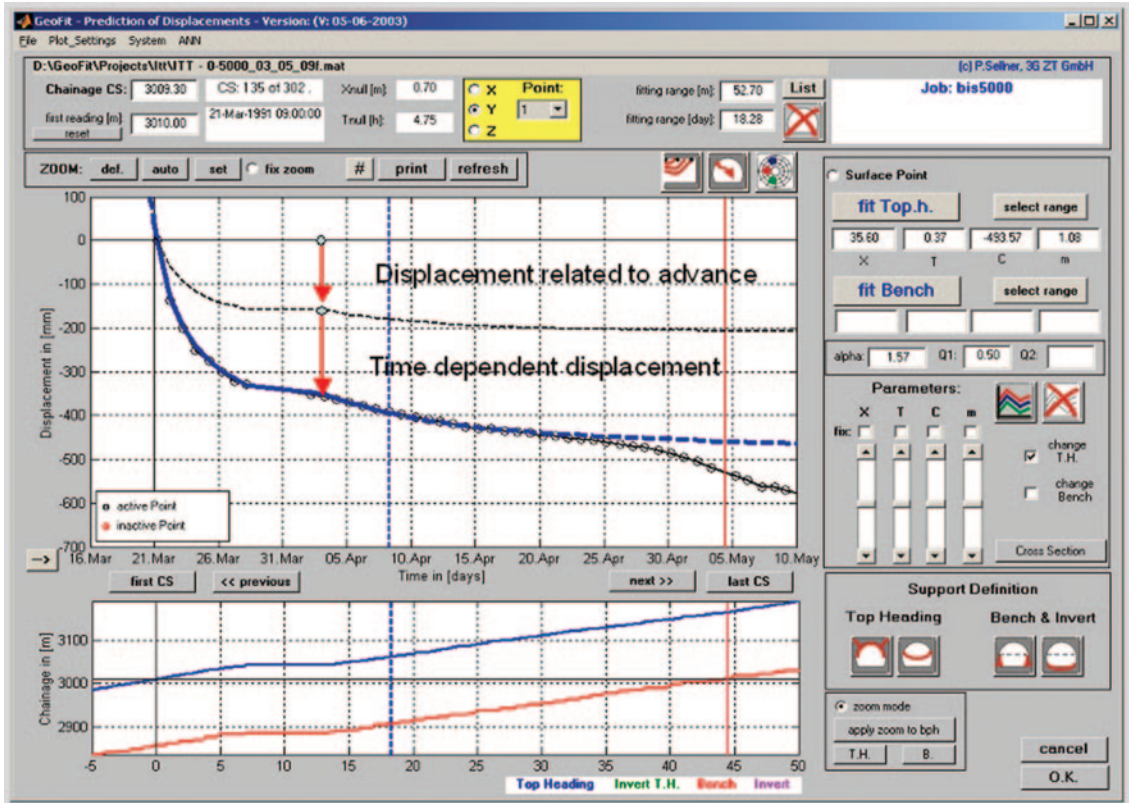 GeoFit - Prediction of Displacements - Version: (V: 05-06-2003)
File Plot_Settings System ANN
D:\GeoFit\Projects\Itt\ITT - 0-5000_03_05_09f.mat
(c) P.Sellner, 3G ZT GmbH
Chainage CS: 3009.30 CS: 135 of 302 . Xnull [m]: 0.70 X Point: fitting range [m]: 52.70 List Job: bis5000
Y 1
first reading [m] 3010.00 21-Mar-1991 09:00:00 Tnull [h]: 4.75 Z fitting range [day]: 18.28
reset
ZOOM: def. auto set fix zoom # print refresh
Surface Point
fit Top.h. select range
35.60 0.37 -493.57 1.08
X T C m
fit Bench select range
alpha: 1.57 Q1: 0.50 Q2:
Parameters:
X T C m
fix:
change
T.H.
change
Bench
Cross Section
Displacement in [mm]
100
0
-100
-200
-300
-400
-500
-600
-700
Displacement related to advance
Time dependent displacement
active Point
inactive Point
16.Mar 21.Mar 26.Mar 31.Mar 05.Apr 10.Apr 15.Apr 20.Apr 25.Apr 30.Apr 05.May 10.May
-->
Time in [days]
first CS << previous next >> last CS
Support Definition
Top Heading Bench & Invert
Chainage in [m]
3100
3000
2900
-5 0 5 10 15 20 25 30 35 40 45 50
Top Heading Invert T.H. Bench Invert
zoom mode
apply zoom to bph
T.H. B.
cancel
O.K.